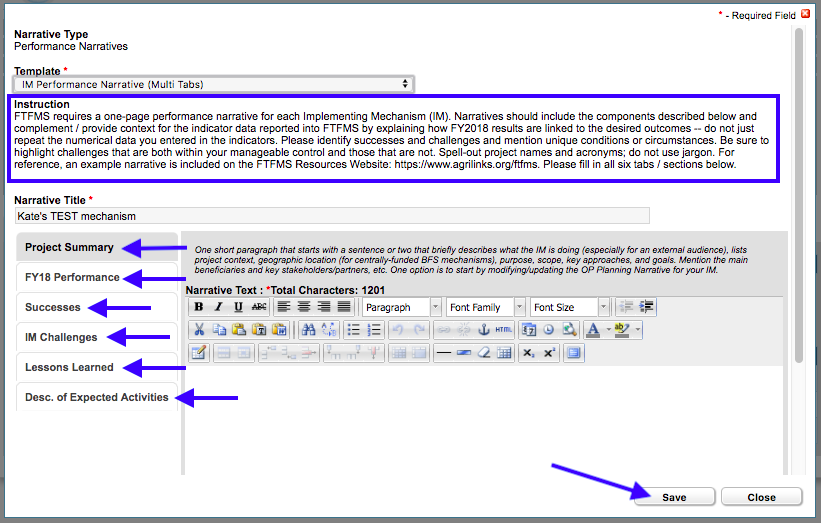 * - Required Field
Narrative Type
Performance Narratives
Template *
IM Performance Narrative (Multi Tabs)
Instruction
FTFMS requires a one-page performance narrative for each Implementing Mechanism (IM). Narratives should include the components described below and
complement / provide context for the indicator data reported into FTFMS by explaining how FY2018 results are linked to the desired outcomes -- do not just
repeat the numerical data you entered in the indicators. Please identify successes and challenges and mention unique conditions or circumstances. Be sure to
highlight challenges that are both within your manageable control and those that are not. Spell-out project names and acronyms; do not use jargon. For
reference, an example narrative is included on the FTFMS Resources Website: https://www.agrilinks.org/ftfms. Please fill in all six tabs / sections below.
Narrative Title *
Kate's TEST mechanism
Project Summary
FY18 Performance
Successes
IM Challenges
Lessons Learned
Desc. of Expected Activities
One short paragraph that starts with a sentence or two that briefly describes what the IM is doing (especially for an external audience), lists
project context, geographic location (for centrally-funded BFS mechanisms), purpose, scope, key approaches, and goals. Mention the main
beneficiaries and key stakeholders/partners, etc. One option is to start by modifying/updating the OP Planning Narrative for your IM.
Narrative Text : *Total Characters: 1201
B I U ABC Paragraph Font Family Font Size
HTML A ab
x₂ x²
Save Close